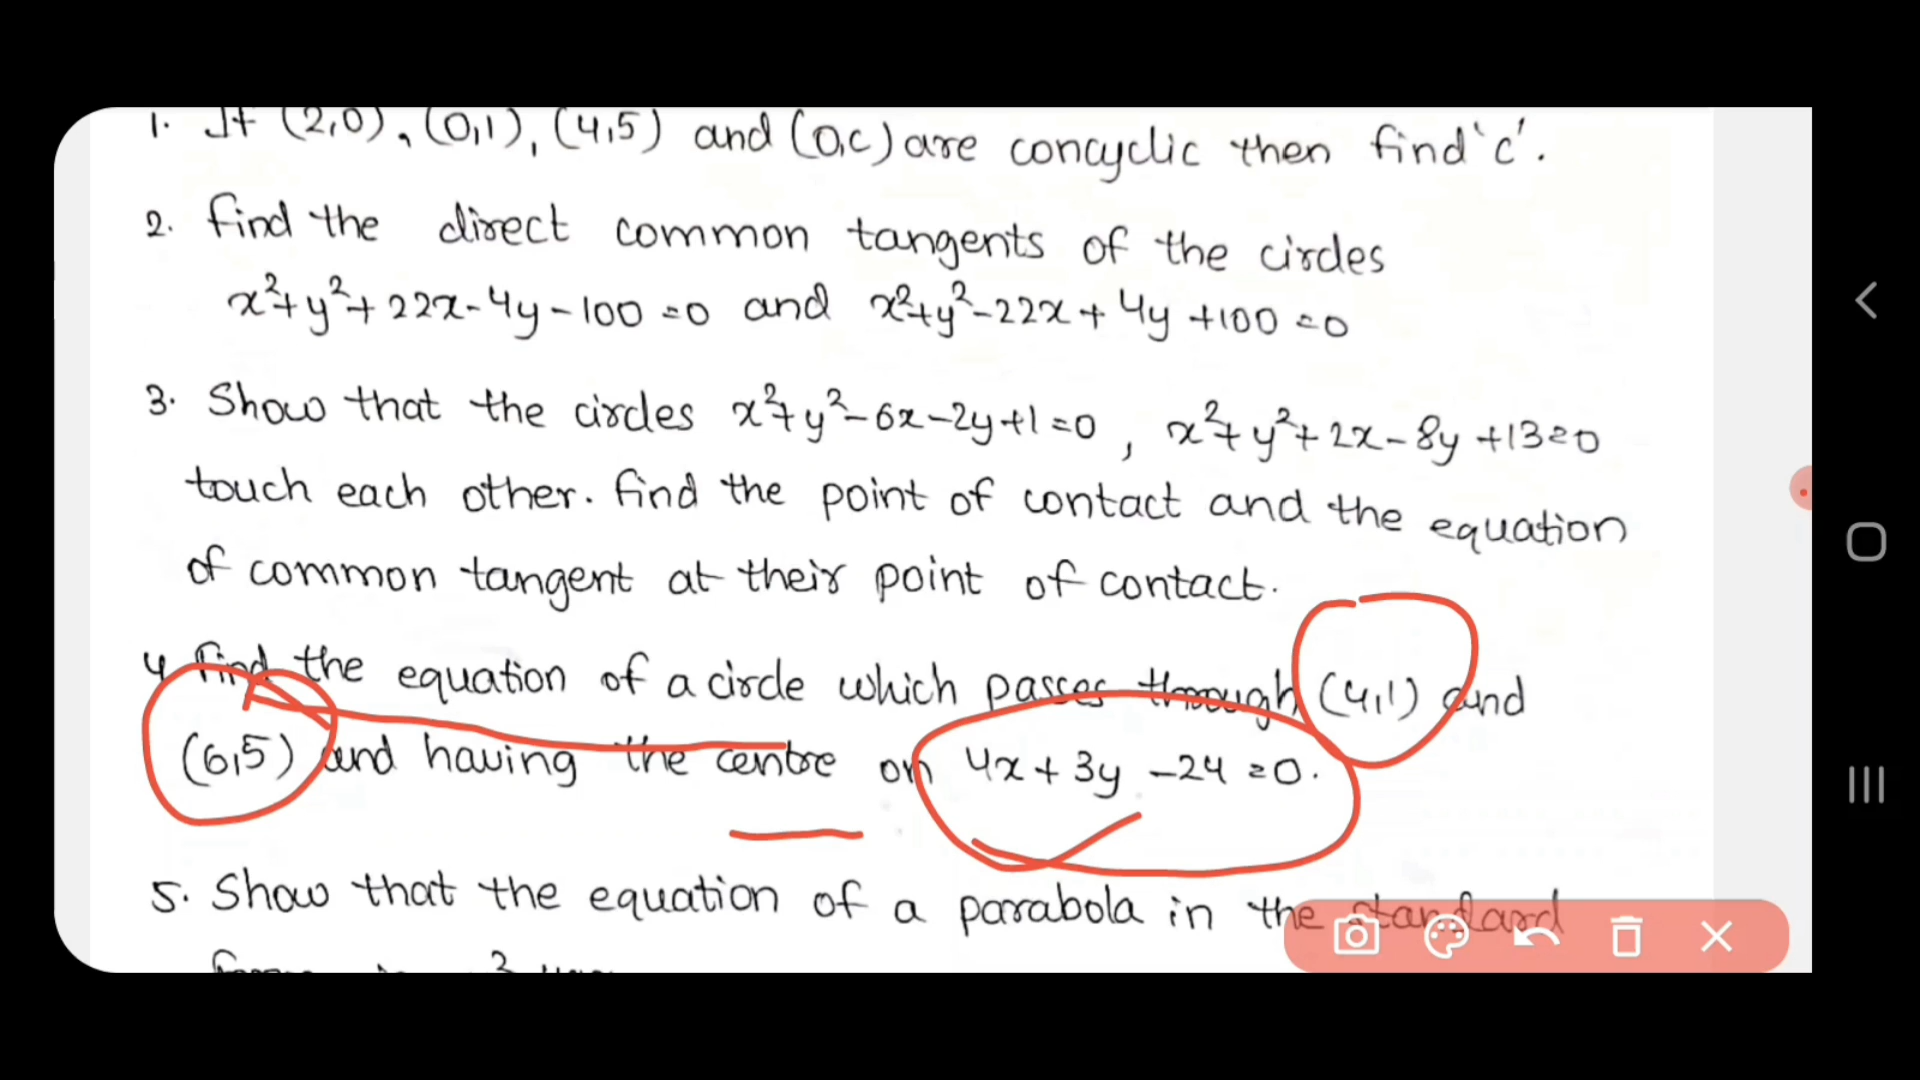 1. If (2,0), (0,1), (4,5) and (0,c) are concyclic then find 'c'.
2. find the direct common tangents of the circles
x²+y²+22x-4y-100=0 and x²+y²-22x+4y+100=0
3. Show that the circles x²+y²-6x-2y+1=0, x²+y²+2x-8y+13=0
touch each other. find the point of contact and the equation
of common tangent at their point of contact.
4. find the equation of a circle which passes through (4,1) and
(6,5) and having the centre on 4x+3y-24=0.
5. Show that the equation of a parabola in the standard